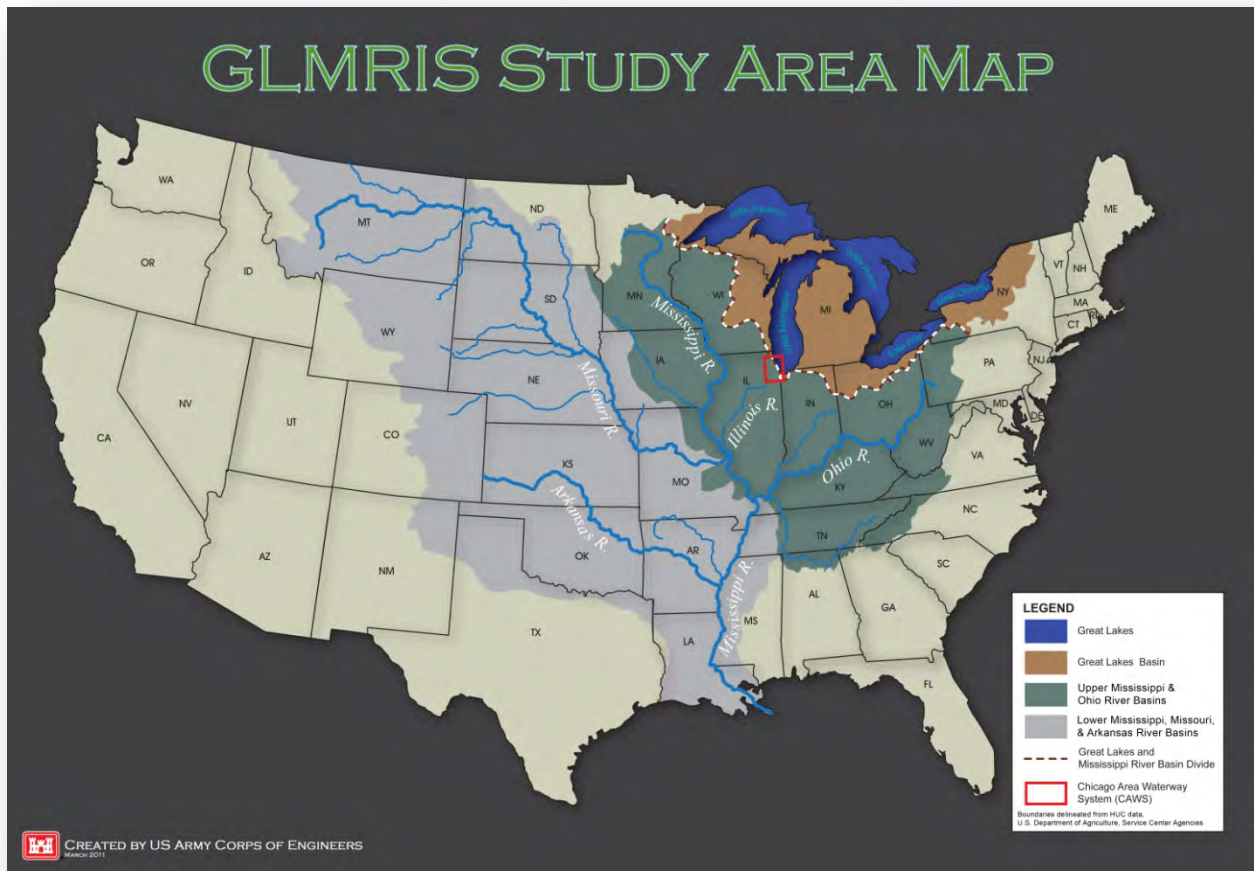 GLMRIS STUDY AREA MAP
WA
MT
ND
ME
OR
ID
MN
VT
NH
Lake Superior
Lake Huron
Lake Ontario
NY
SD
WI
MI
MA
WY
Mississippi R.
Lake Michigan
CT
RI
Lake Erie
IA
PA
NJ
NE
Missouri R.
IL
IN
OH
MD
DE
NV
UT
CO
Illinois R.
WV
CA
VA
KS
MO
Ohio R.
KY
Arkansas R.
NC
TN
AZ
NM
OK
AR
SC
Mississippi R.
MS
AL
GA
TX
LA
FL
LEGEND
Great Lakes
Great Lakes Basin
Upper Mississippi &
Ohio River Basins
Lower Mississippi, Missouri,
& Arkansas River Basins
Great Lakes and
Mississippi River Basin Divide
Chicago Area Waterway
System (CAWS)
Boundaries delineated from HUC data,
U.S. Department of Agriculture, Service Center Agencies
CREATED BY US ARMY CORPS OF ENGINEERS
MARCH 2011